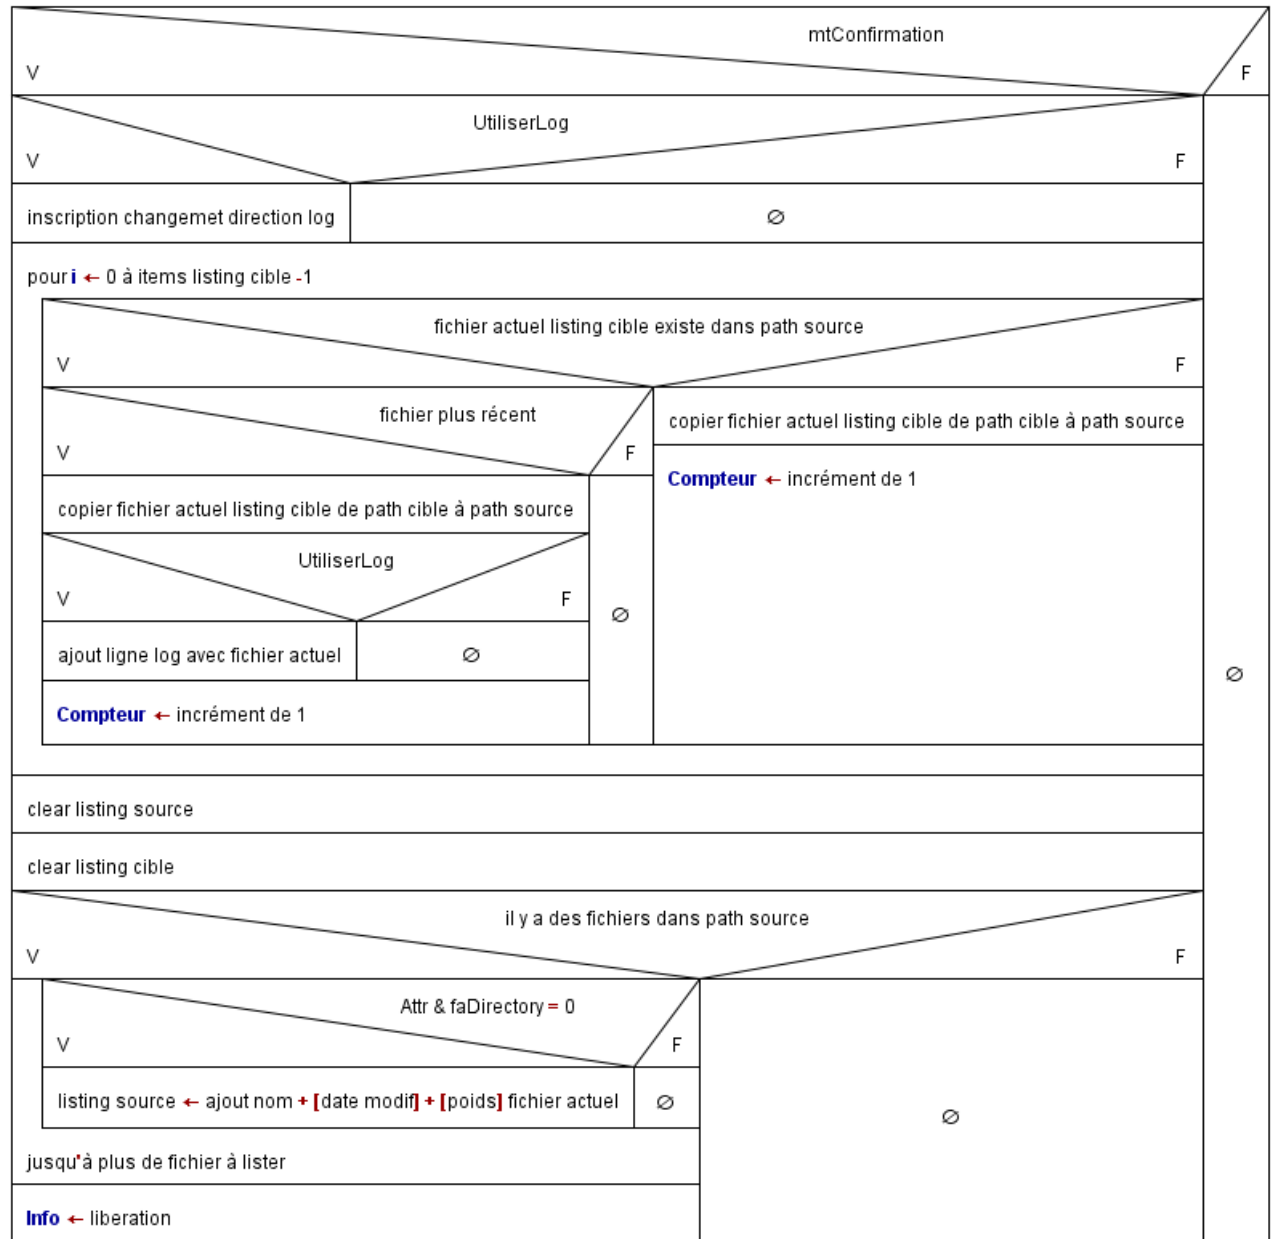 mtConfirmation
V
F
UtiliserLog
V
F
inscription changemet direction log
∅
pour i ← 0 à items listing cible -1
fichier actuel listing cible existe dans path source
V
F
fichier plus récent
V
F
copier fichier actuel listing cible de path cible à path source
Compteur ← incrément de 1
copier fichier actuel listing cible de path cible à path source
UtiliserLog
V
F
∅
ajout ligne log avec fichier actuel
∅
Compteur ← incrément de 1
∅
clear listing source
clear listing cible
il y a des fichiers dans path source
V
F
Attr & faDirectory = 0
V
F
listing source ← ajout nom + [date modif] + [poids] fichier actuel
∅
∅
jusqu'à plus de fichier à lister
Info ← liberation